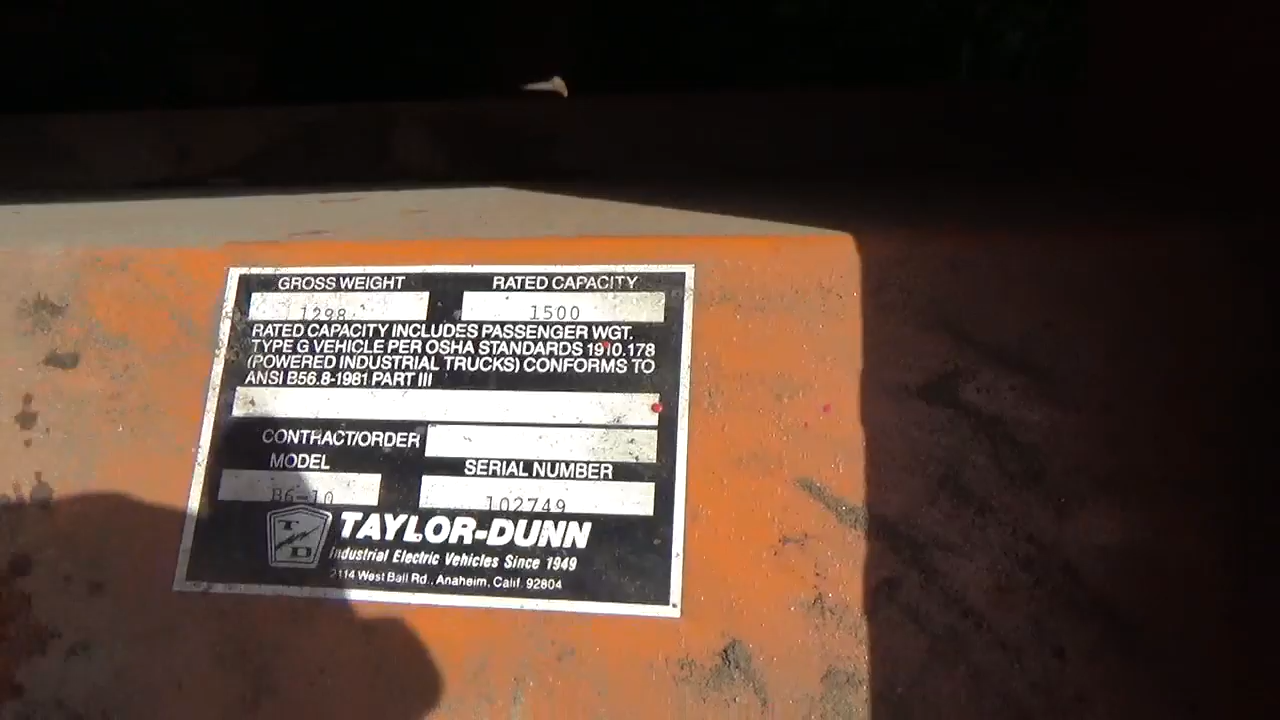 GROSS WEIGHT RATED CAPACITY
1298 1500
RATED CAPACITY INCLUDES PASSENGER WGT.
TYPE G VEHICLE PER OSHA STANDARDS 1910.178
(POWERED INDUSTRIAL TRUCKS) CONFORMS TO
ANSI B56.8-1981 PART III
CONTRACT/ORDER
MODEL SERIAL NUMBER
B6-10 102749
T D TAYLOR-DUNN
Industrial Electric Vehicles Since 1949
2114 West Ball Rd., Anaheim, Calif. 92804